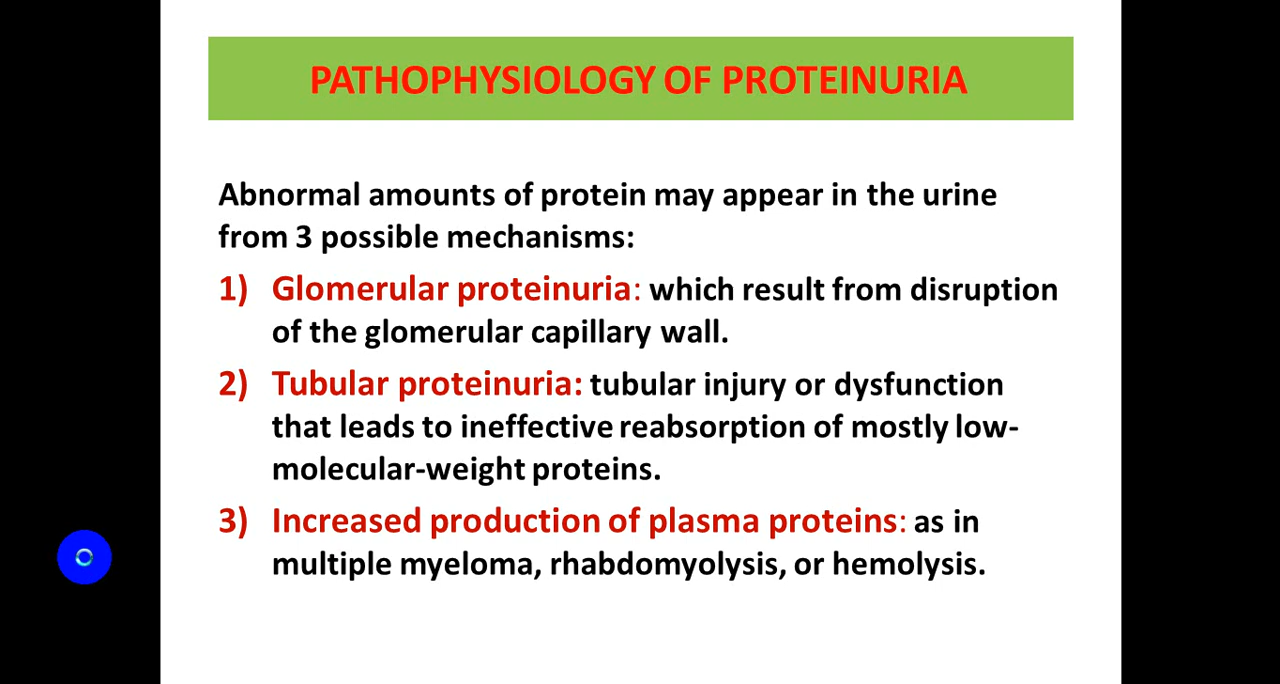 PATHOPHYSIOLOGY OF PROTEINURIA
Abnormal amounts of protein may appear in the urine
from 3 possible mechanisms:
1) Glomerular proteinuria: which result from disruption
of the glomerular capillary wall.
2) Tubular proteinuria: tubular injury or dysfunction
that leads to ineffective reabsorption of mostly low-
molecular-weight proteins.
3) Increased production of plasma proteins: as in
multiple myeloma, rhabdomyolysis, or hemolysis.